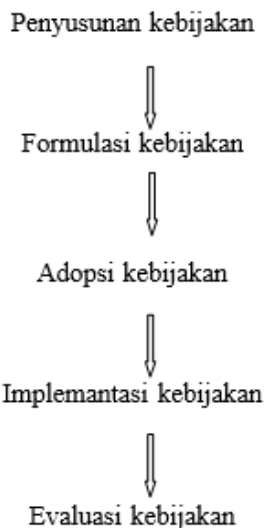 Penyusunan kebijakan
Formulasi kebijakan
Adopsi kebijakan
Implemantasi kebijakan
Evaluasi kebijakan